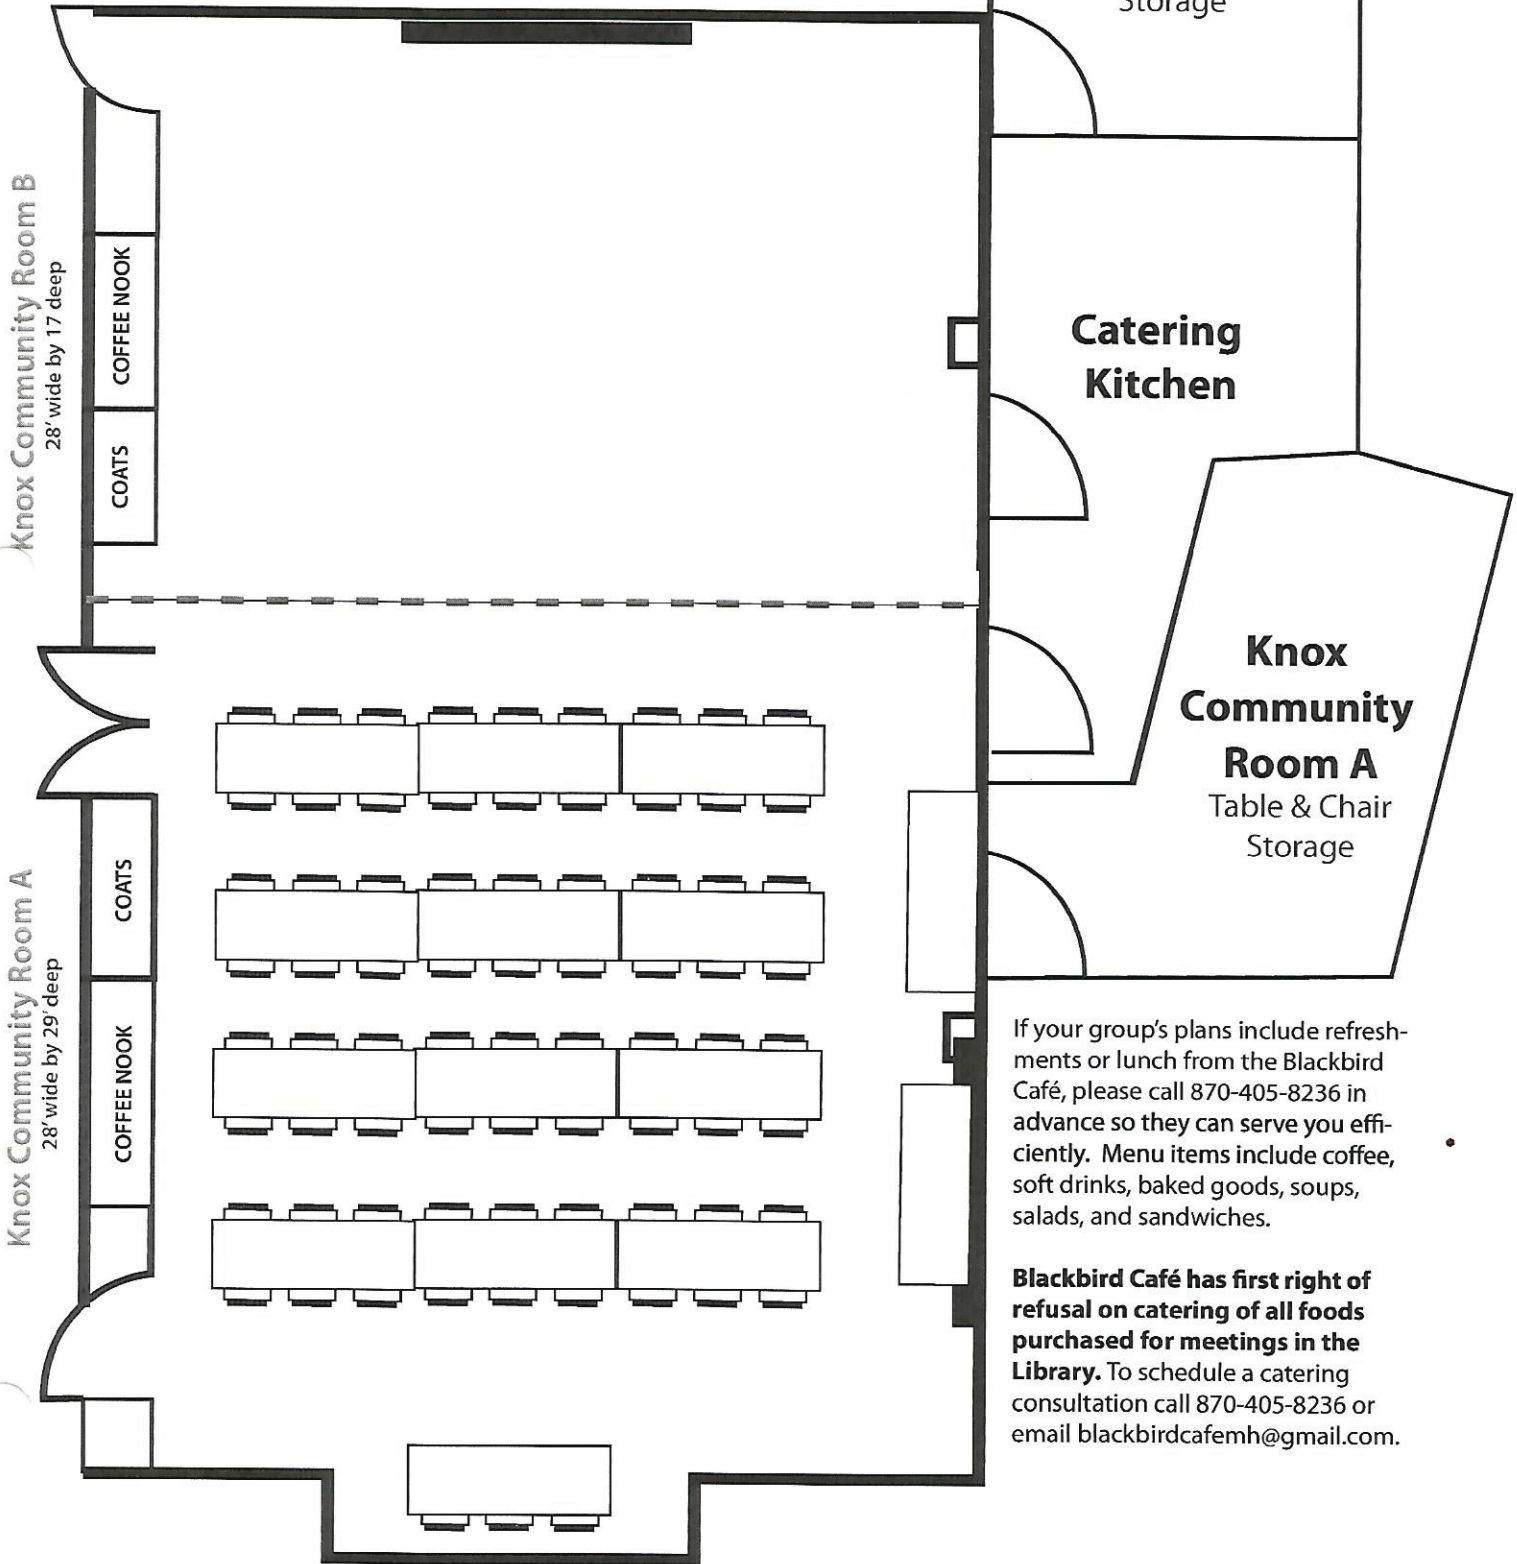 Storage
Knox Community Room B
28' wide by 17 deep
COFFEE NOOK
COATS
Catering
Kitchen
Knox
Community
Room A
Table & Chair
Storage
Knox Community Room A
28' wide by 29' deep
COATS
COFFEE NOOK
If your group's plans include refresh-
ments or lunch from the Blackbird
Café, please call 870-405-8236 in
advance so they can serve you effi-
ciently.  Menu items include coffee,
soft drinks, baked goods, soups,
salads, and sandwiches.
Blackbird Café has first right of
refusal on catering of all foods
purchased for meetings in the
Library. To schedule a catering
consultation call 870-405-8236 or
email blackbirdcafemh@gmail.com.